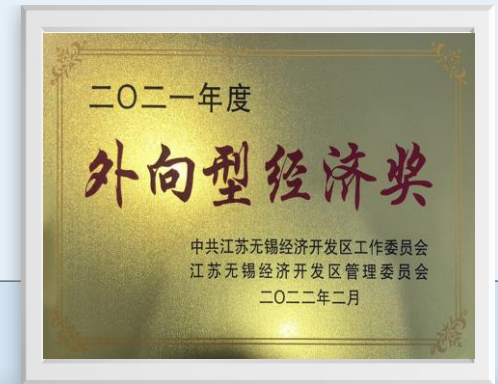 二〇二一年度
外向型经济奖
中共江苏无锡经济开发区工作委员会
江苏无锡经济开发区管理委员会
二〇二二年二月